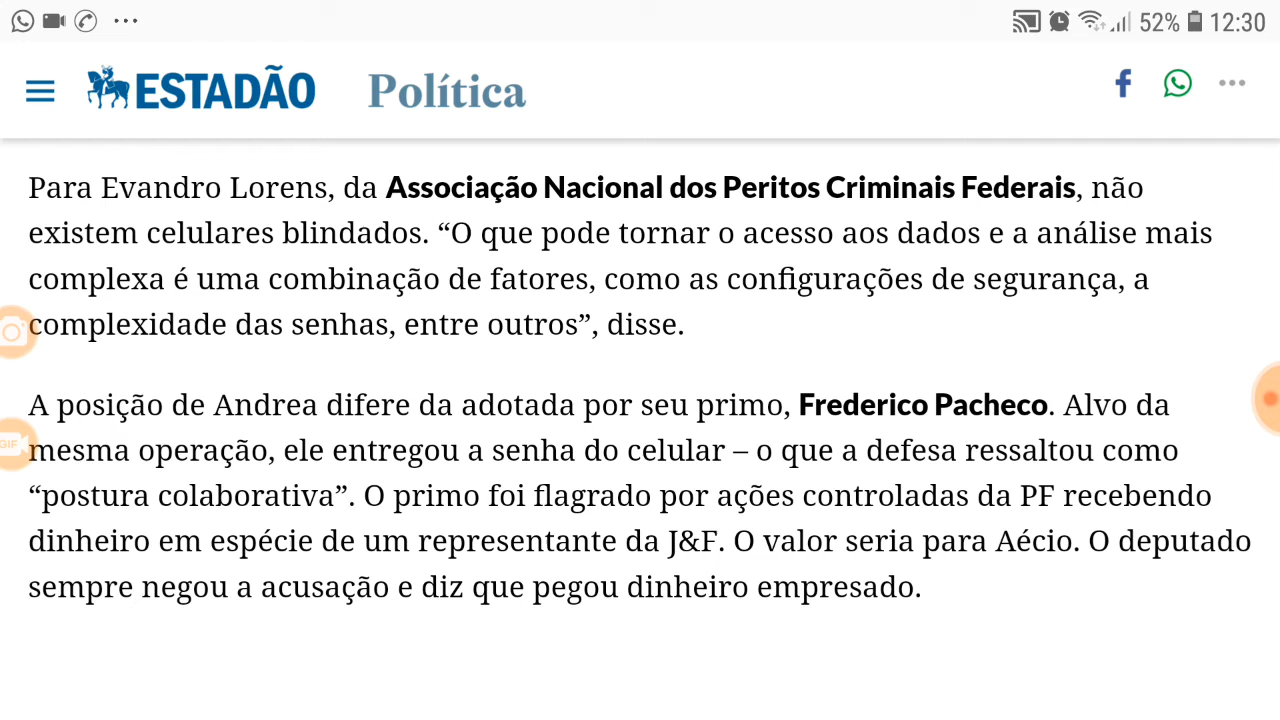 52% 12:30
ESTADÃO Política
Para Evandro Lorens, da Associação Nacional dos Peritos Criminais Federais, não
existem celulares blindados. “O que pode tornar o acesso aos dados e a análise mais
complexa é uma combinação de fatores, como as configurações de segurança, a
complexidade das senhas, entre outros”, disse.
A posição de Andrea difere da adotada por seu primo, Frederico Pacheco. Alvo da
mesma operação, ele entregou a senha do celular – o que a defesa ressaltou como
“postura colaborativa”. O primo foi flagrado por ações controladas da PF recebendo
dinheiro em espécie de um representante da J&F. O valor seria para Aécio. O deputado
sempre negou a acusação e diz que pegou dinheiro empresado.
GIF